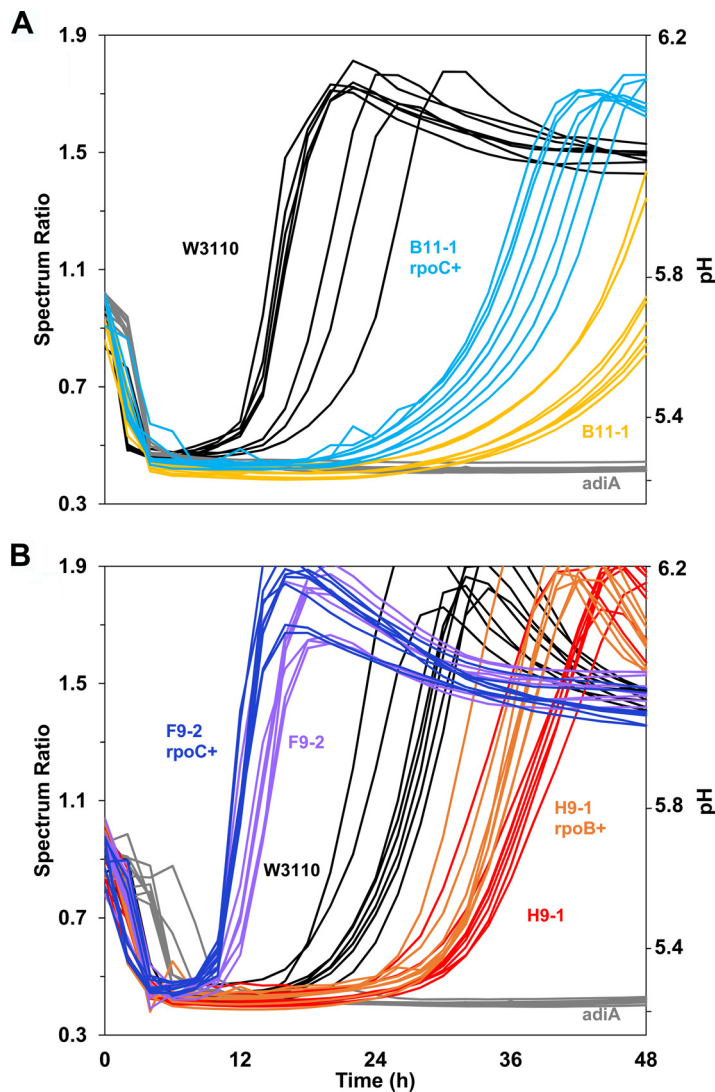 A
1.9
6.2
1.5
W3110
B11-1
rpoC+
Spectrum Ratio
1.1
5.8
pH
0.7
5.4
B11-1
adiA
0.3
B
1.9
6.2
1.5
F9-2
rpoC+
F9-2
Spectrum Ratio
1.1
5.8
pH
H9-1
rpoB+
W3110
0.7
H9-1
5.4
adiA
0.3
0
12
24
36
48
Time (h)